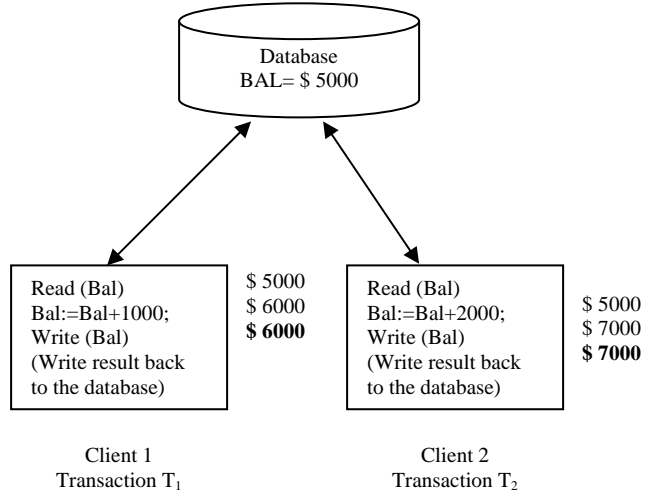 Database
BAL= $ 5000
Read (Bal)
Bal:=Bal+1000;
Write (Bal)
(Write result back
to the database)
$ 5000
$ 6000
$ 6000
Read (Bal)
Bal:=Bal+2000;
Write (Bal)
(Write result back
to the database)
$ 5000
$ 7000
$ 7000
Client 1
Transaction T₁
Client 2
Transaction T₂